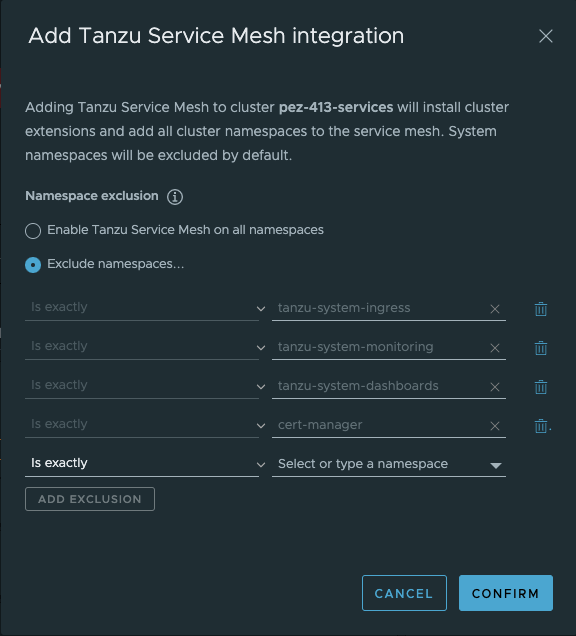 Add Tanzu Service Mesh integration
Adding Tanzu Service Mesh to cluster pez-413-services will install cluster
extensions and add all cluster namespaces to the service mesh. System
namespaces will be excluded by default.
Namespace exclusion
Enable Tanzu Service Mesh on all namespaces
Exclude namespaces...
Is exactly tanzu-system-ingress
Is exactly tanzu-system-monitoring
Is exactly tanzu-system-dashboards
Is exactly cert-manager
Is exactly Select or type a namespace
ADD EXCLUSION
CANCEL CONFIRM